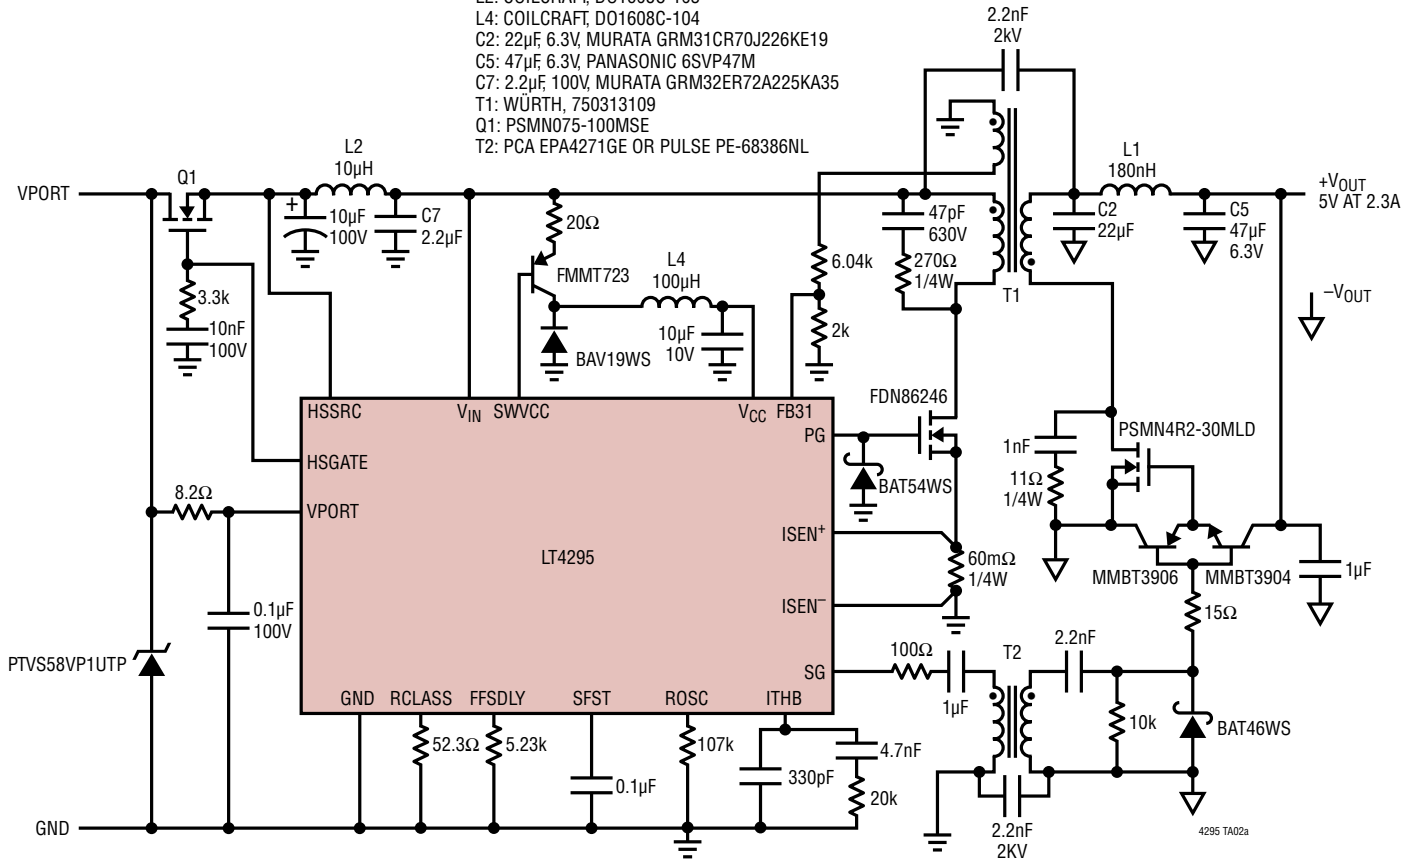 L4: COILCRAFT, DO1608C-104
C2: 22µF, 6.3V, MURATA GRM31CR70J226KE19
C5: 47µF, 6.3V, PANASONIC 6SVP47M
C7: 2.2µF, 100V, MURATA GRM32ER72A225KA35
T1: WÜRTH, 750313109
Q1: PSMN075-100MSE
T2: PCA EPA4271GE OR PULSE PE-68386NL
2.2nF
2kV
VPORT
Q1
L2
10µH
+
10µF
100V
C7
2.2µF
20Ω
FMMT723
L4
100µH
10µF
10V
BAV19WS
6.04k
2k
47pF
630V
270Ω
1/4W
T1
L1
180nH
C2
22µF
C5
47µF
6.3V
+VOUT
5V AT 2.3A
–VOUT
3.3k
10nF
100V
HSSRC
VIN
SWVCC
VCC
FB31
PG
FDN86246
BAT54WS
PSMN4R2-30MLD
1nF
11Ω
1/4W
HSGATE
8.2Ω
VPORT
ISEN+
60mΩ
1/4W
ISEN–
LT4295
MMBT3906
MMBT3904
1µF
15Ω
0.1µF
100V
PTVS58VP1UTP
SG
100Ω
1µF
T2
2.2nF
10k
BAT46WS
2.2nF
2KV
GND
RCLASS
FFSDLY
SFST
ROSC
ITHB
52.3Ω
5.23k
0.1µF
107k
330pF
4.7nF
20k
GND
4295 TA02a